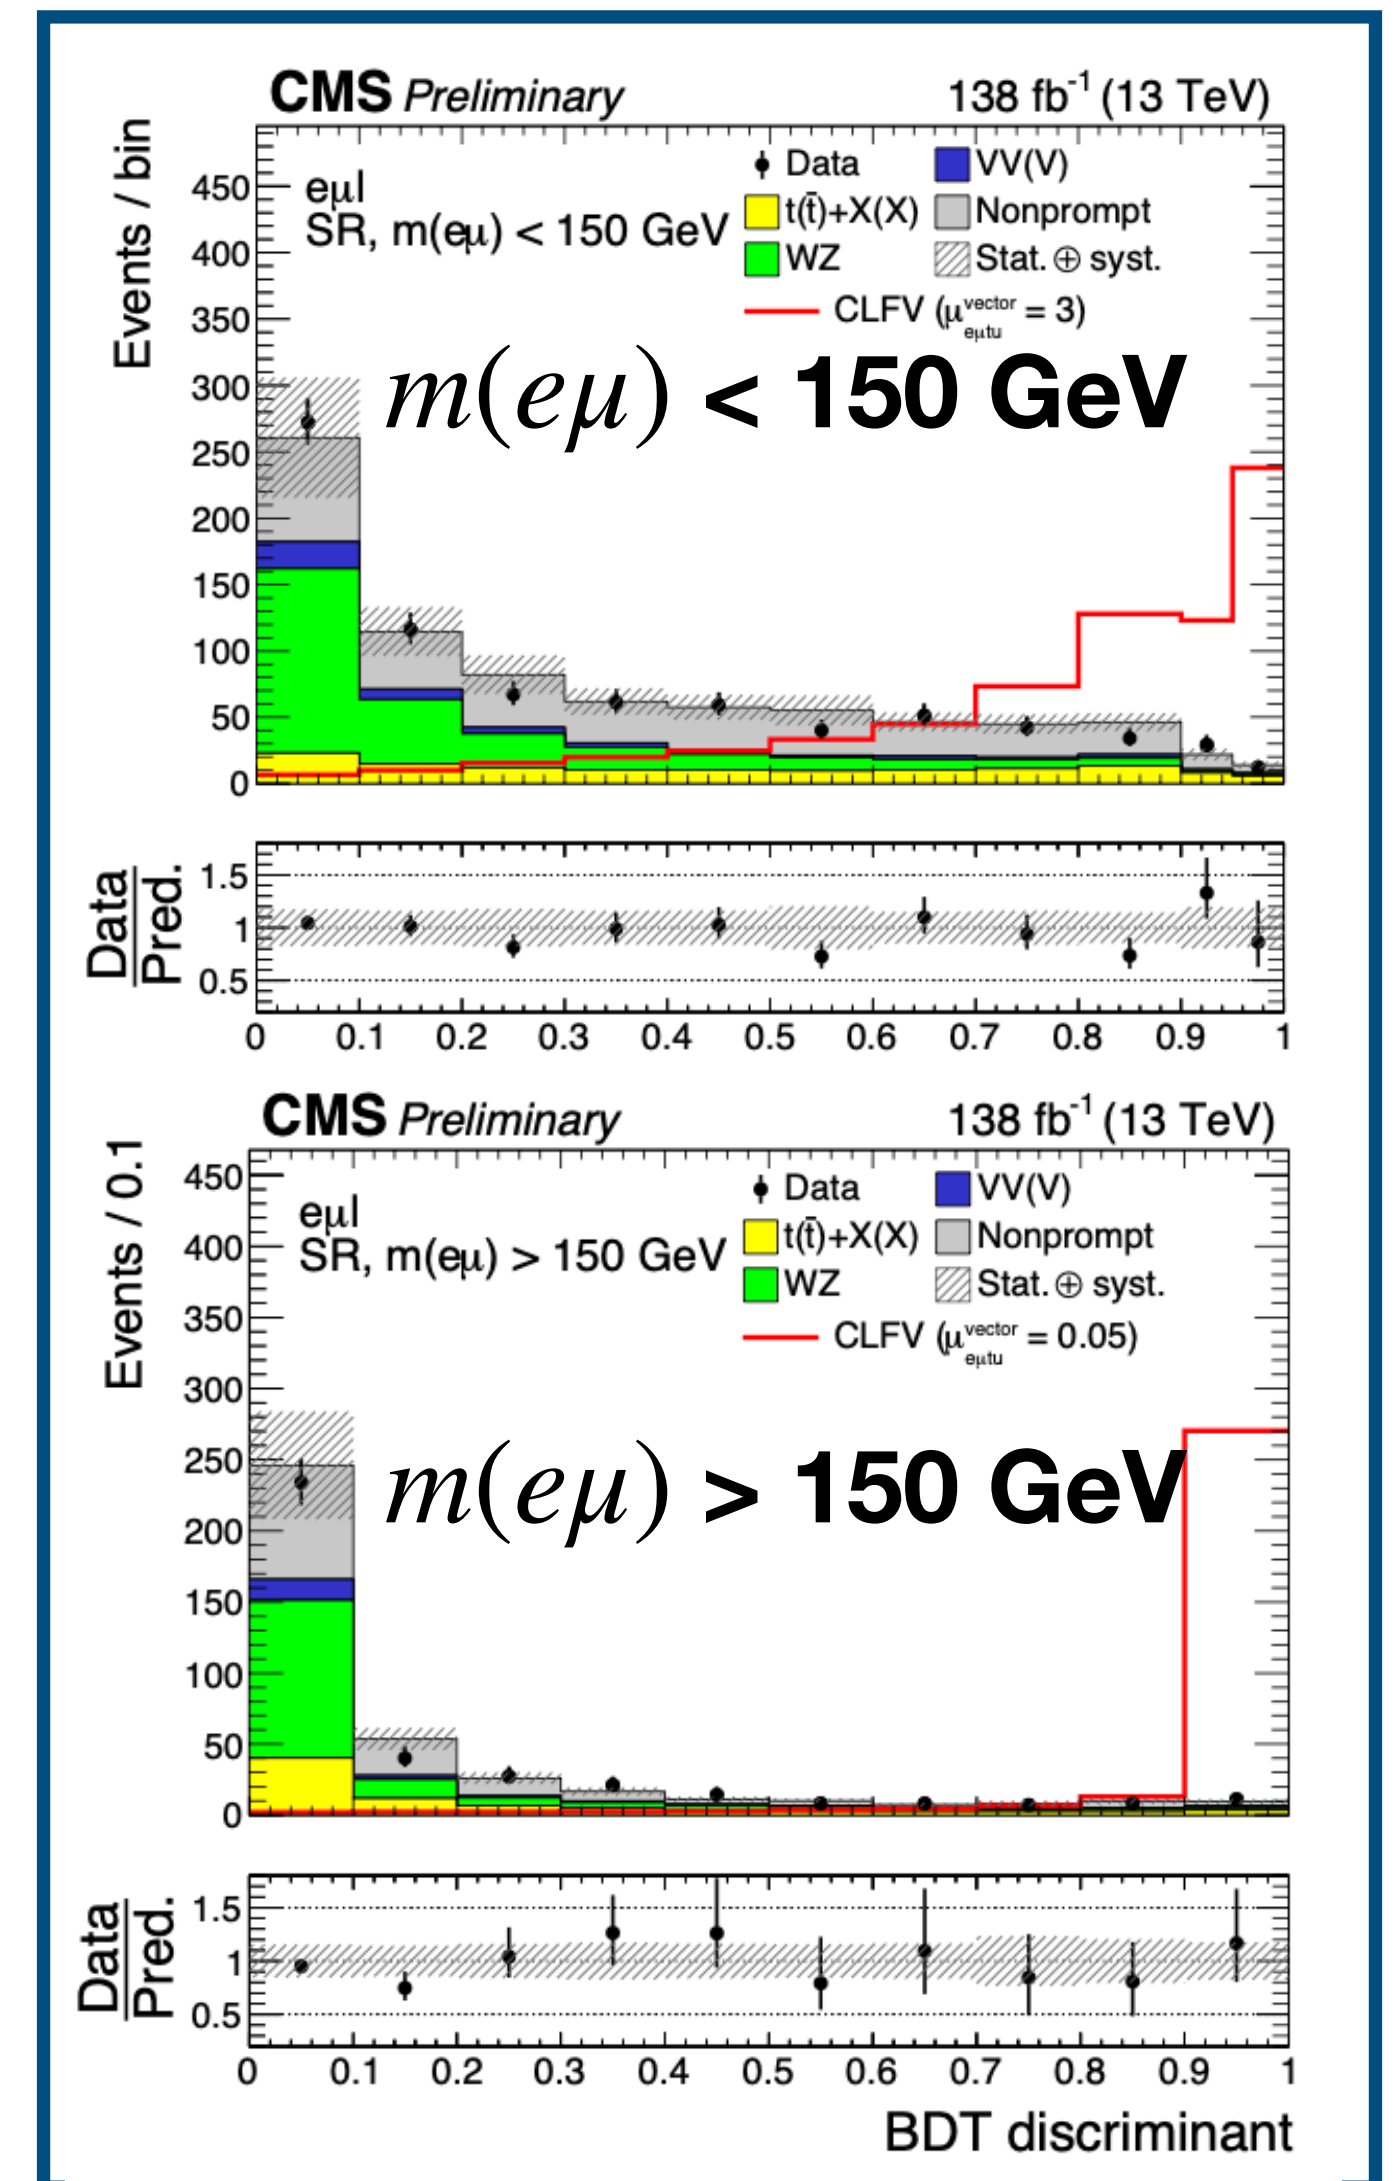 CMS Preliminary 138 fb⁻¹ (13 TeV)
Events / bin
eμl
SR, m(eμ) < 150 GeV
Data VV(V)
t(t̄)+X(X) Nonprompt
WZ Stat. ⊕ syst.
CLFV (μ^vector_eμtu = 3)
m(eμ) < 150 GeV
450
400
350
300
250
200
150
100
50
0
Data
Pred.
1.5
1
0.5
0 0.1 0.2 0.3 0.4 0.5 0.6 0.7 0.8 0.9 1
CMS Preliminary 138 fb⁻¹ (13 TeV)
Events / 0.1
eμl
SR, m(eμ) > 150 GeV
Data VV(V)
t(t̄)+X(X) Nonprompt
WZ Stat. ⊕ syst.
CLFV (μ^vector_eμtu = 0.05)
m(eμ) > 150 GeV
450
400
350
300
250
200
150
100
50
0
Data
Pred.
1.5
1
0.5
0 0.1 0.2 0.3 0.4 0.5 0.6 0.7 0.8 0.9 1
BDT discriminant